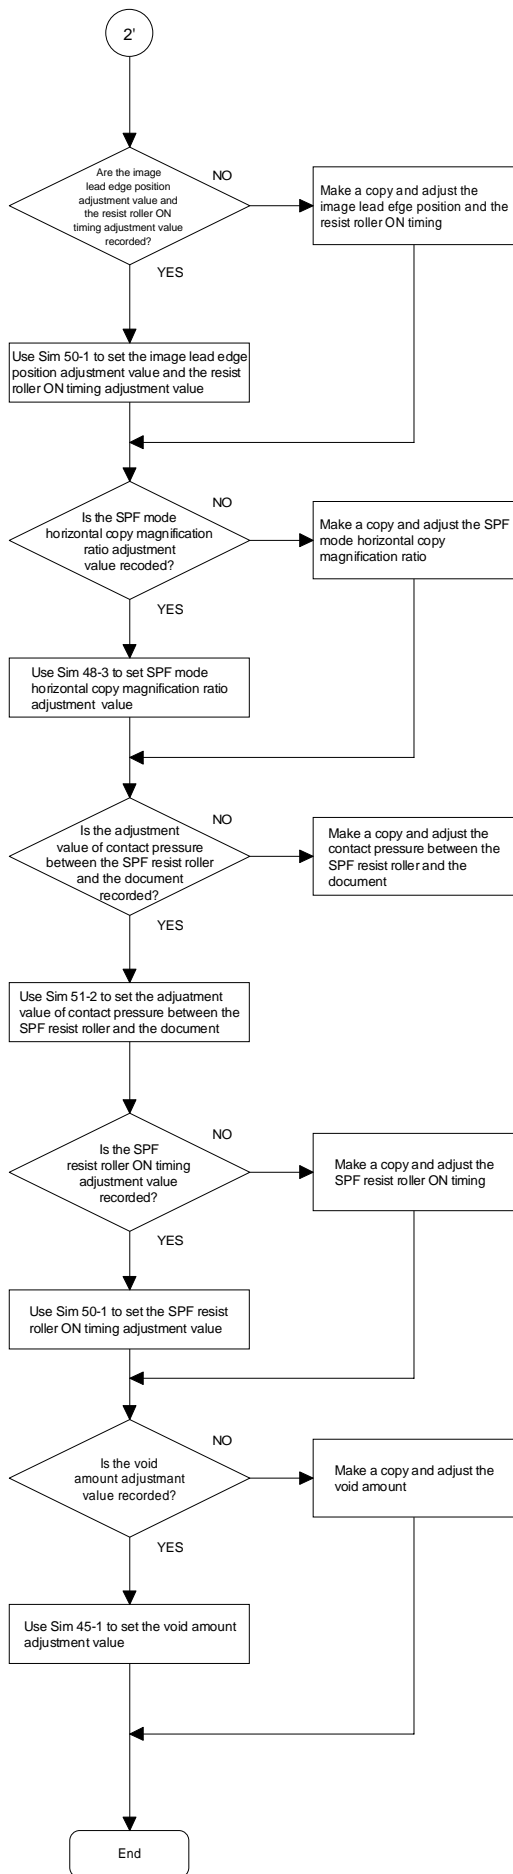 2'
Are the image
lead edge position
adjustment value and
the resist roller ON
timing adjustment value
recorded?
NO
Make a copy and adjust the
image lead efge position and the
resist roller ON timing
YES
Use Sim 50-1 to set the image lead edge
position adjustment value and the resist
roller ON timing adjustment value
Is the SPF mode
horizontal copy magnification
ratio adjustment
value recoded?
NO
Make a copy and adjust the SPF
mode horizontal copy
magnification ratio
YES
Use Sim 48-3 to set SPF mode
horizontal copy magnification ratio
adjustment value
Is the adjustment
value of contact pressure
between the SPF resist roller
and the document
recorded?
NO
Make a copy and adjust the
contact pressure between the
SPF resist roller and the
document
YES
Use Sim 51-2 to set the adjuatment
value of contact pressure between the
SPF resist roller and the document
Is the SPF
resist roller ON timing
adjustment value
recorded?
NO
Make a copy and adjust the
SPF resist roller ON timing
YES
Use Sim 50-1 to set the SPF resist
roller ON timing adjustment value
Is the void
amount adjustmant
value recorded?
NO
Make a copy and adjust the
void amount
YES
Use Sim 45-1 to set the void amount
adjustment value
End